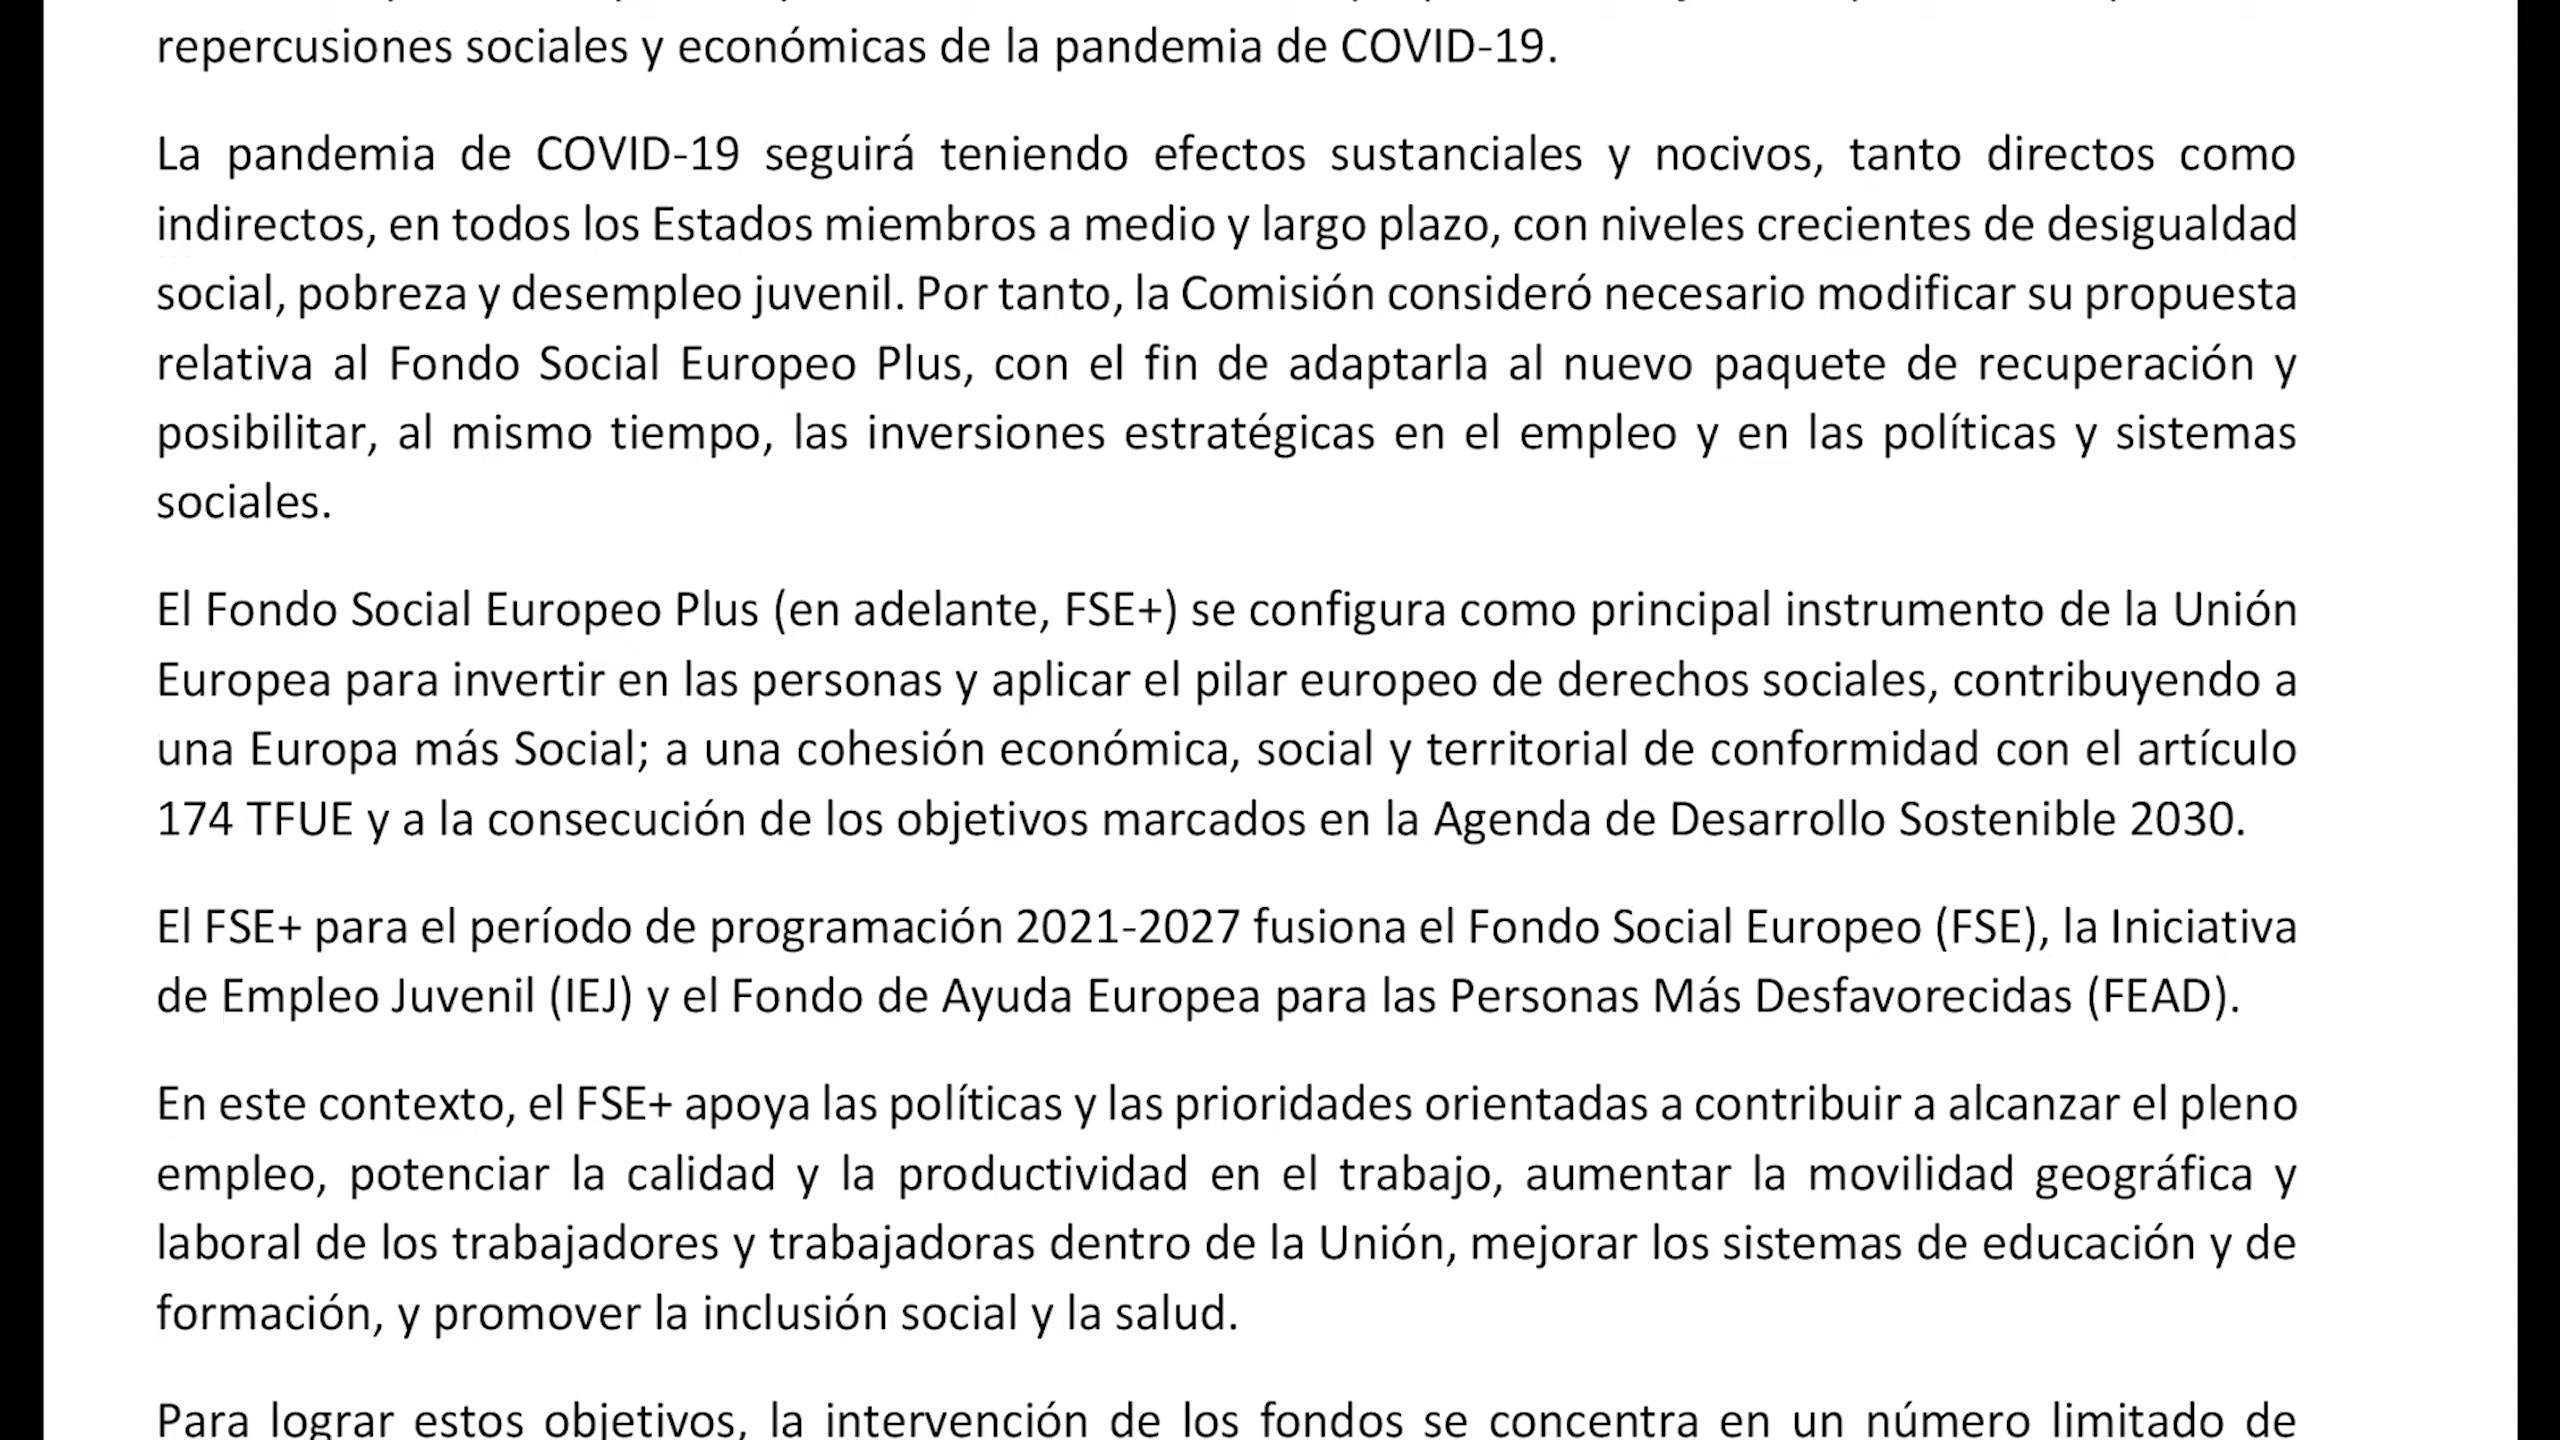 repercusiones sociales y económicas de la pandemia de COVID-19.
La pandemia de COVID-19 seguirá teniendo efectos sustanciales y nocivos, tanto directos como
indirectos, en todos los Estados miembros a medio y largo plazo, con niveles crecientes de desigualdad
social, pobreza y desempleo juvenil. Por tanto, la Comisión consideró necesario modificar su propuesta
relativa al Fondo Social Europeo Plus, con el fin de adaptarla al nuevo paquete de recuperación y
posibilitar, al mismo tiempo, las inversiones estratégicas en el empleo y en las políticas y sistemas
sociales.
El Fondo Social Europeo Plus (en adelante, FSE+) se configura como principal instrumento de la Unión
Europea para invertir en las personas y aplicar el pilar europeo de derechos sociales, contribuyendo a
una Europa más Social; a una cohesión económica, social y territorial de conformidad con el artículo
174 TFUE y a la consecución de los objetivos marcados en la Agenda de Desarrollo Sostenible 2030.
El FSE+ para el período de programación 2021-2027 fusiona el Fondo Social Europeo (FSE), la Iniciativa
de Empleo Juvenil (IEJ) y el Fondo de Ayuda Europea para las Personas Más Desfavorecidas (FEAD).
En este contexto, el FSE+ apoya las políticas y las prioridades orientadas a contribuir a alcanzar el pleno
empleo, potenciar la calidad y la productividad en el trabajo, aumentar la movilidad geográfica y
laboral de los trabajadores y trabajadoras dentro de la Unión, mejorar los sistemas de educación y de
formación, y promover la inclusión social y la salud.
Para lograr estos objetivos, la intervención de los fondos se concentra en un número limitado de